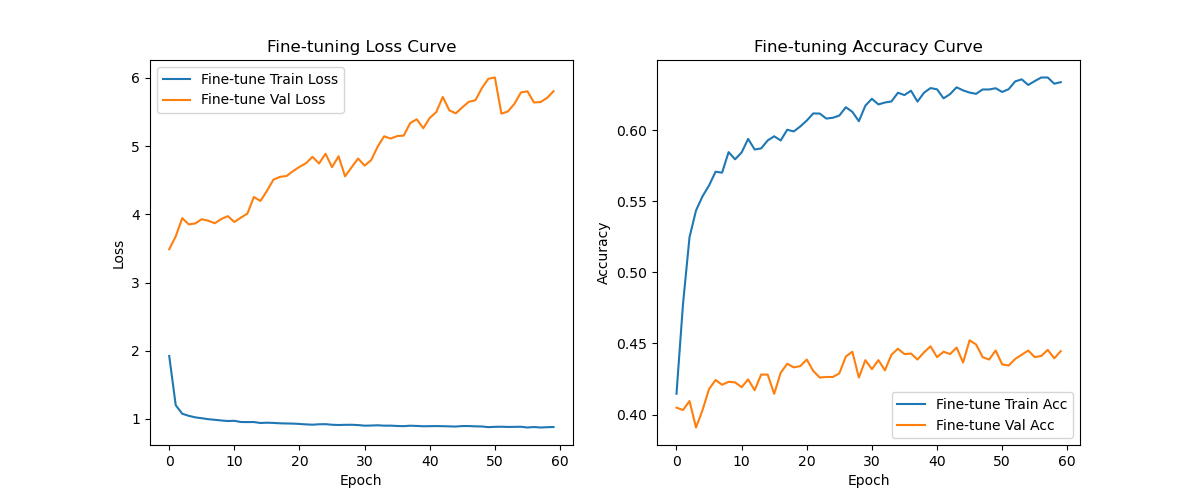 Fine-tuning Loss Curve
Fine-tune Train Loss
Fine-tune Val Loss
6
5
4
3
2
1
Loss
0
10
20
30
40
50
60
Epoch
Fine-tuning Accuracy Curve
0.60
0.55
0.50
0.45
0.40
Accuracy
Fine-tune Train Acc
Fine-tune Val Acc
0
10
20
30
40
50
60
Epoch